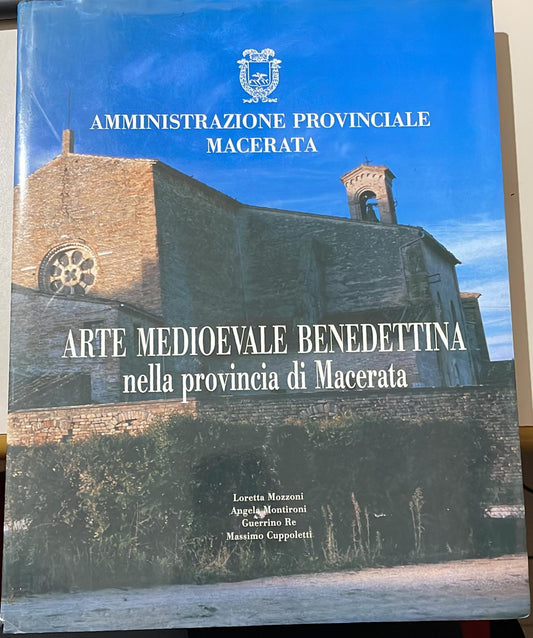 AMMINISTRAZIONE PROVINCIALE
MACERATA
ARTE MEDIOEVALE BENEDETTINA
nella provincia di Macerata
Loretta Mozzoni
Angela Montironi
Guerrino Re
Massimo Cuppoletti